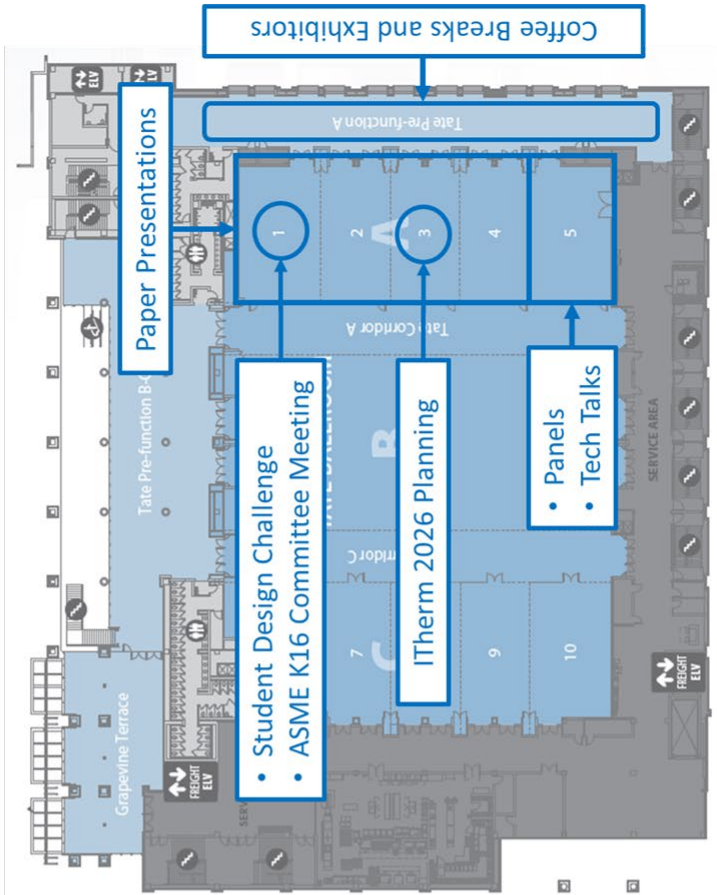 Coffee Breaks and Exhibitors
ELV
ELV
Tate Pre-function A
Paper Presentations
1
2
A
3
4
5
Tate Corridor A
Tate Pre-function B-C
• Student Design Challenge
• ASME K16 Committee Meeting
ITherm 2026 Planning
• Panels
• Tech Talks
B
SERVICE AREA
C
7
9
10
Grapevine Terrace
FREIGHT
ELV
FREIGHT
ELV